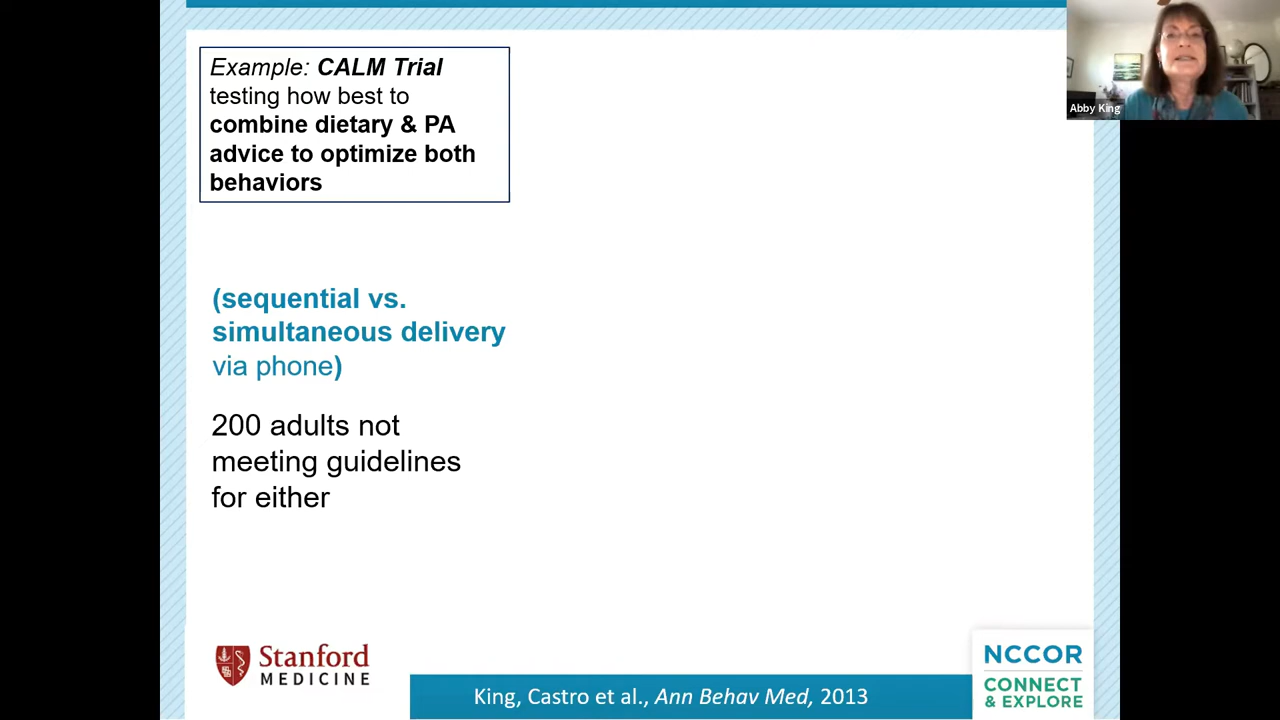 Example: CALM Trial
testing how best to
combine dietary & PA
advice to optimize both
behaviors
Abby King
(sequential vs.
simultaneous delivery
via phone)
200 adults not
meeting guidelines
for either
Stanford
MEDICINE
King, Castro et al., Ann Behav Med, 2013
NCCOR
CONNECT
& EXPLORE